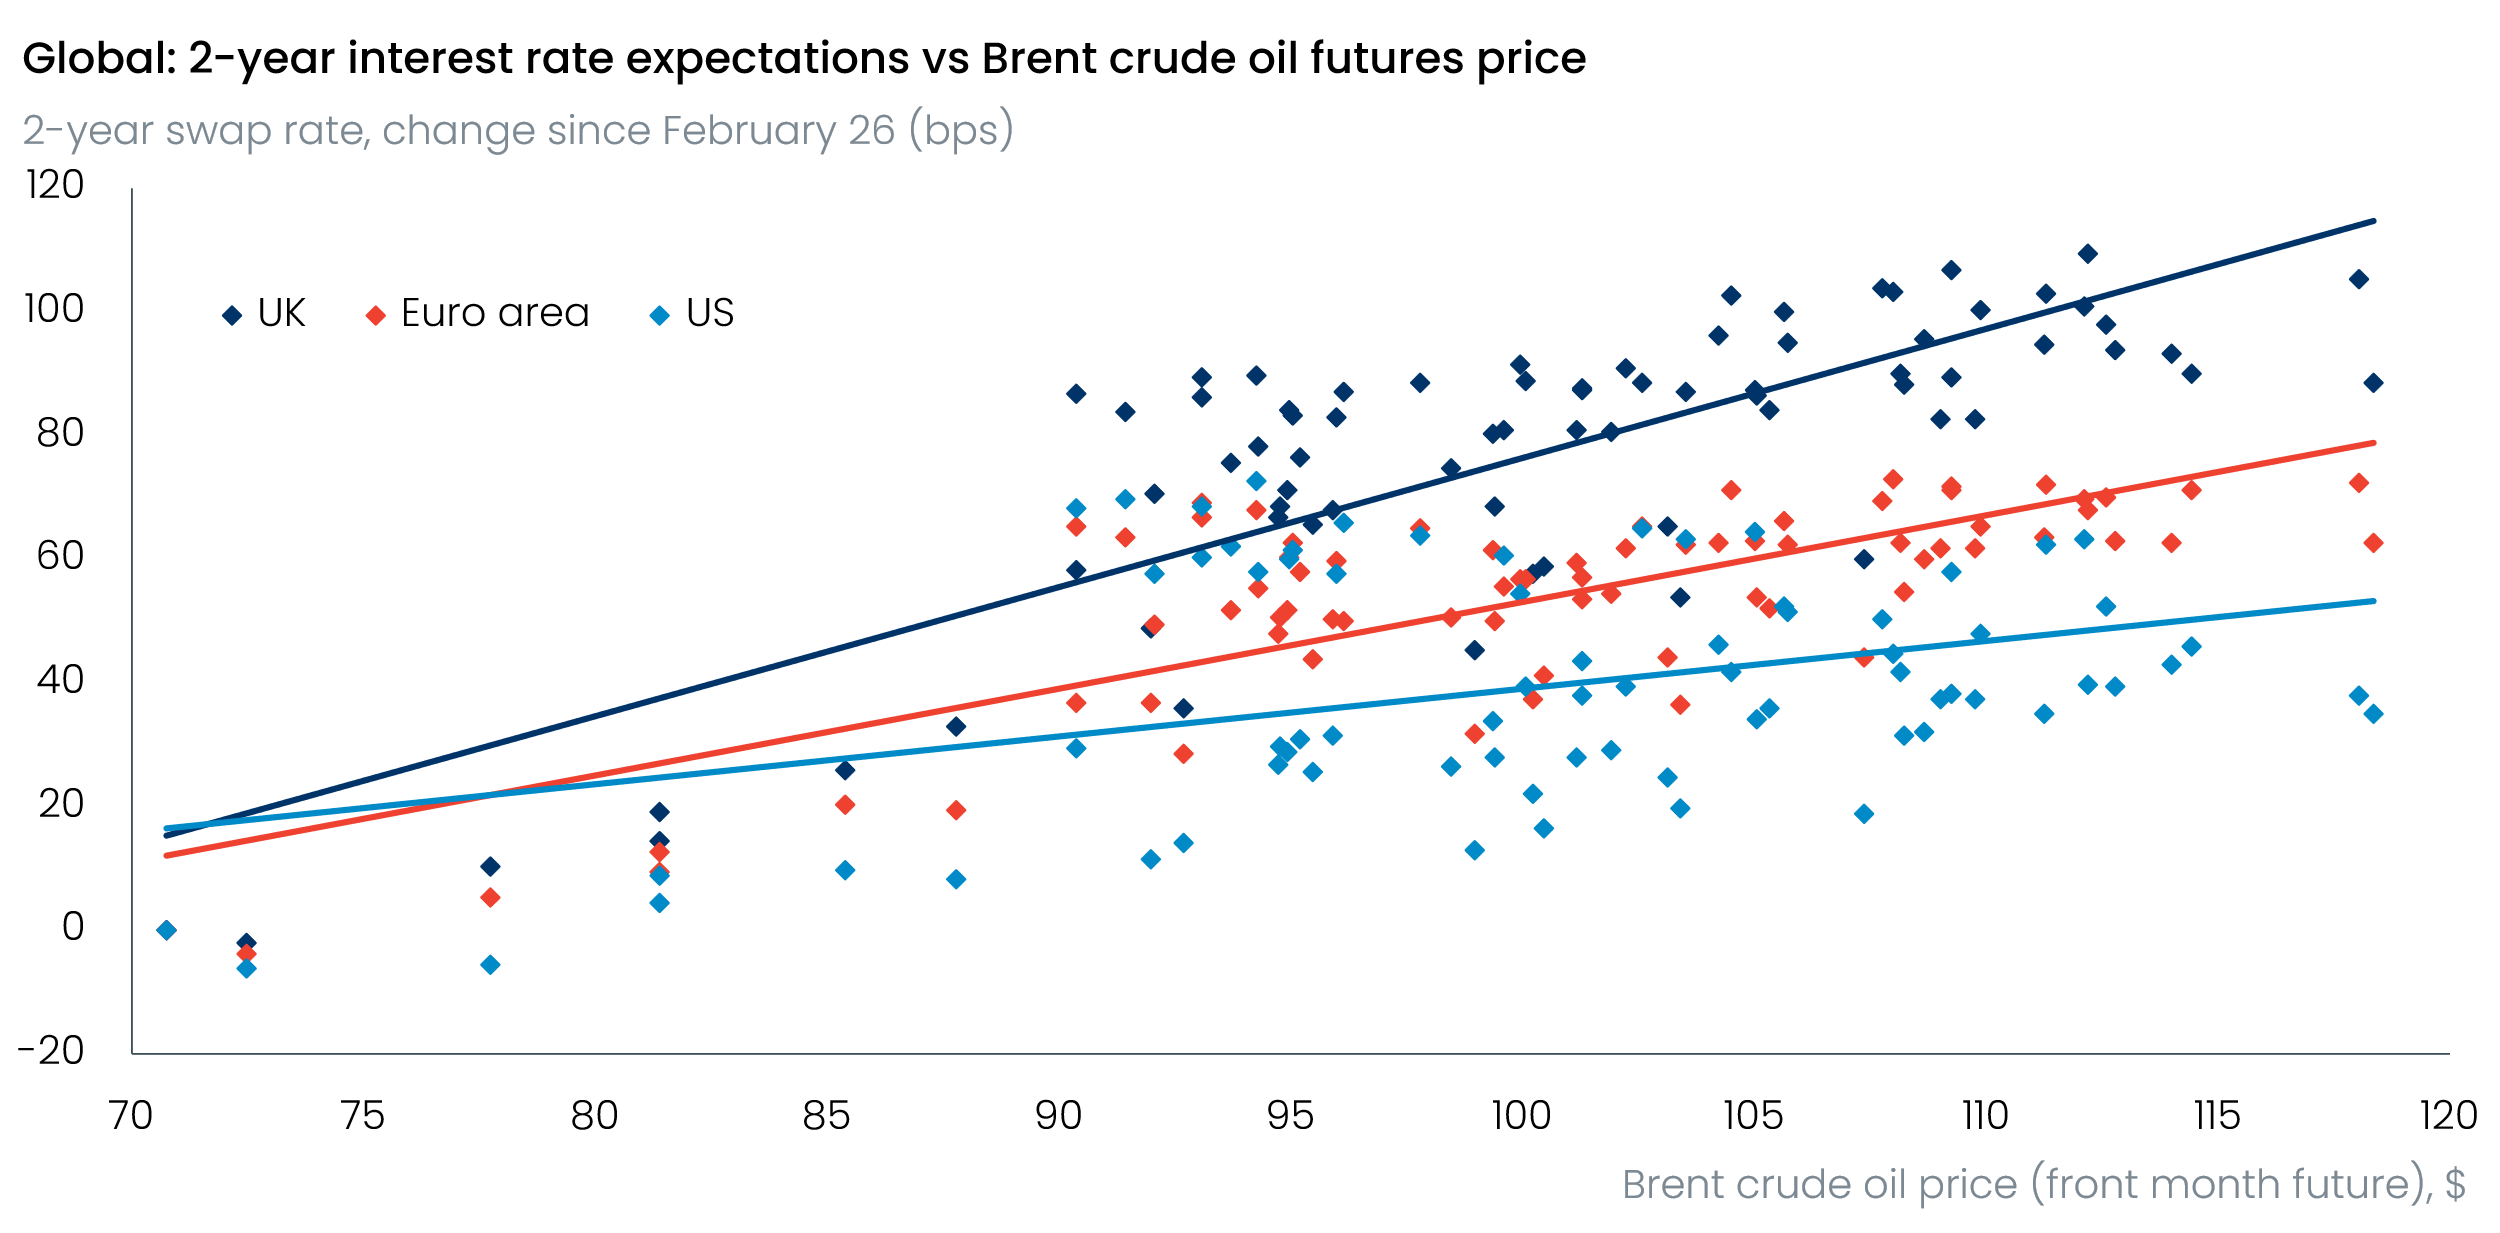 Global: 2-year interest rate expectations vs Brent crude oil futures price
2-year swap rate, change since February 26 (bps)
120
100
UK Euro area US
80
60
40
20
0
-20
70 75 80 85 90 95 100 105 110 115 120
Brent crude oil price (front month future), $